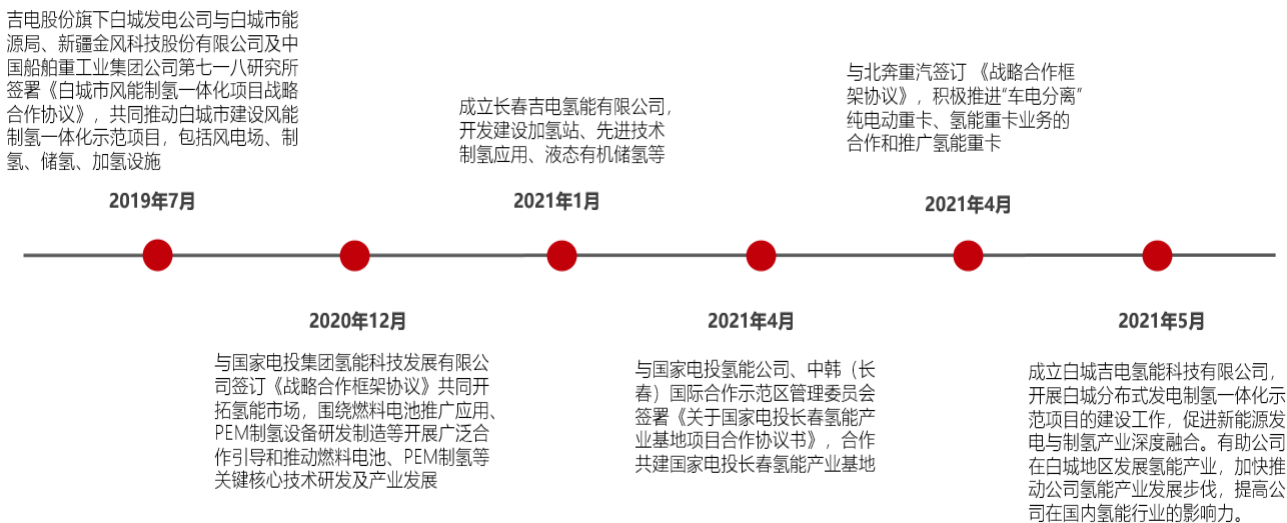 吉电股份旗下白城发电公司与白城市能
源局、新疆金风科技股份有限公司及中
国船舶重工业集团公司第七一八研究所
签署《白城市风能制氢一体化项目战略
合作协议》，共同推动白城市建设风能
制氢一体化示范项目，包括风电场、制
氢、储氢、加氢设施
2019年7月
2020年12月
与国家电投集团氢能科技发展有限公
司签订《战略合作框架协议》共同开
拓氢能市场，围绕燃料电池推广应用、
PEM制氢设备研发制造等开展广泛合
作引导和推动燃料电池、PEM制氢等
关键核心技术研发及产业发展
成立长春吉电氢能有限公司，
开发建设加氢站、先进技术
制氢应用、液态有机储氢等
2021年1月
2021年4月
与国家电投氢能公司、中韩（长
春）国际合作示范区管理委员会
签署《关于国家电投长春氢能产
业基地项目合作协议书》，合作
共建国家电投长春氢能产业基地
与北奔重汽签订 《战略合作框
架协议》，积极推进“车电分离”
纯电动重卡、氢能重卡业务的
合作和推广氢能重卡
2021年4月
2021年5月
成立白城吉电氢能科技有限公司，
开展白城分布式发电制氢一体化示
范项目的建设工作，促进新能源发
电与制氢产业深度融合。有助公司
在白城地区发展氢能产业，加快推
动公司氢能产业发展步伐，提高公
司在国内氢能行业的影响力。